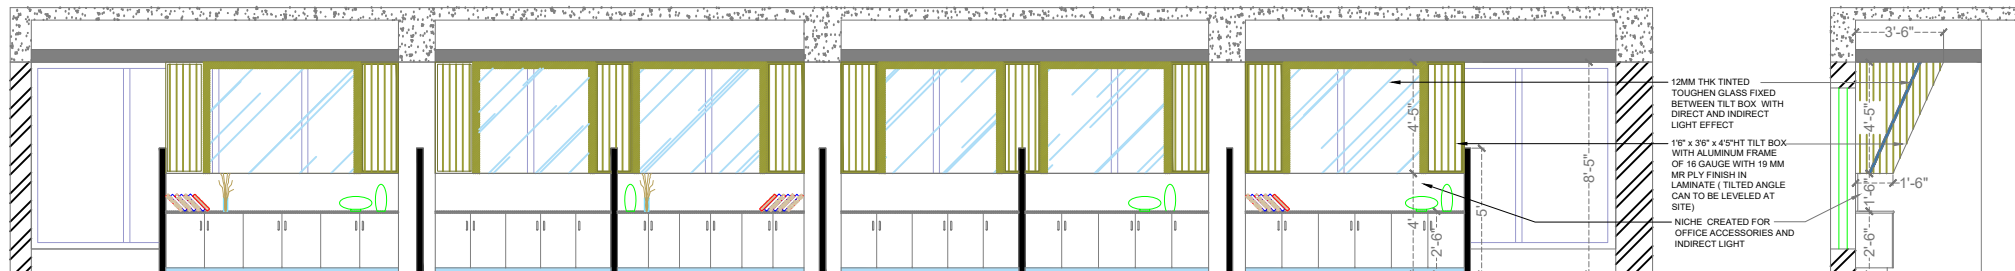 3'-6"
12MM THK TINTED
TOUGHEN GLASS FIXED
BETWEEN TILT BOX WITH
DIRECT AND INDIRECT
LIGHT EFFECT
1'6" x 3'6" x 4'5"HT TILT BOX
WITH ALUMINUM FRAME
OF 16 GAUGE WITH 19 MM
MR PLY FINISH IN
LAMINATE ( TILTED ANGLE
CAN TO BE LEVELED AT
SITE)
NICHE CREATED FOR
OFFICE ACCESSORIES AND
INDIRECT LIGHT
4'-5"
8'-5"
4'
2'-6"
5'
4'-5"
1'-6"
1'-6"
2'-6"